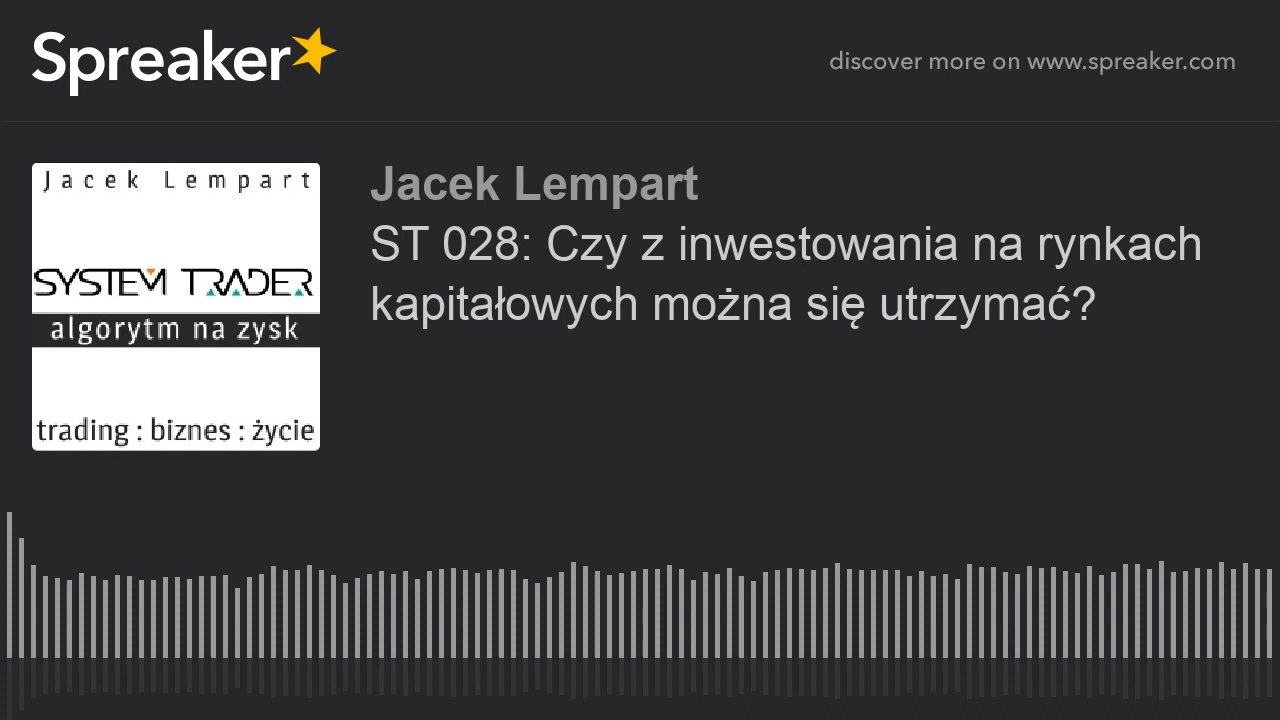 Spreaker
discover more on www.spreaker.com
Jacek Lempart
SYSTEM TRADER
algorytm na zysk
trading : biznes : życie
Jacek Lempart
ST 028: Czy z inwestowania na rynkach
kapitałowych można się utrzymać?